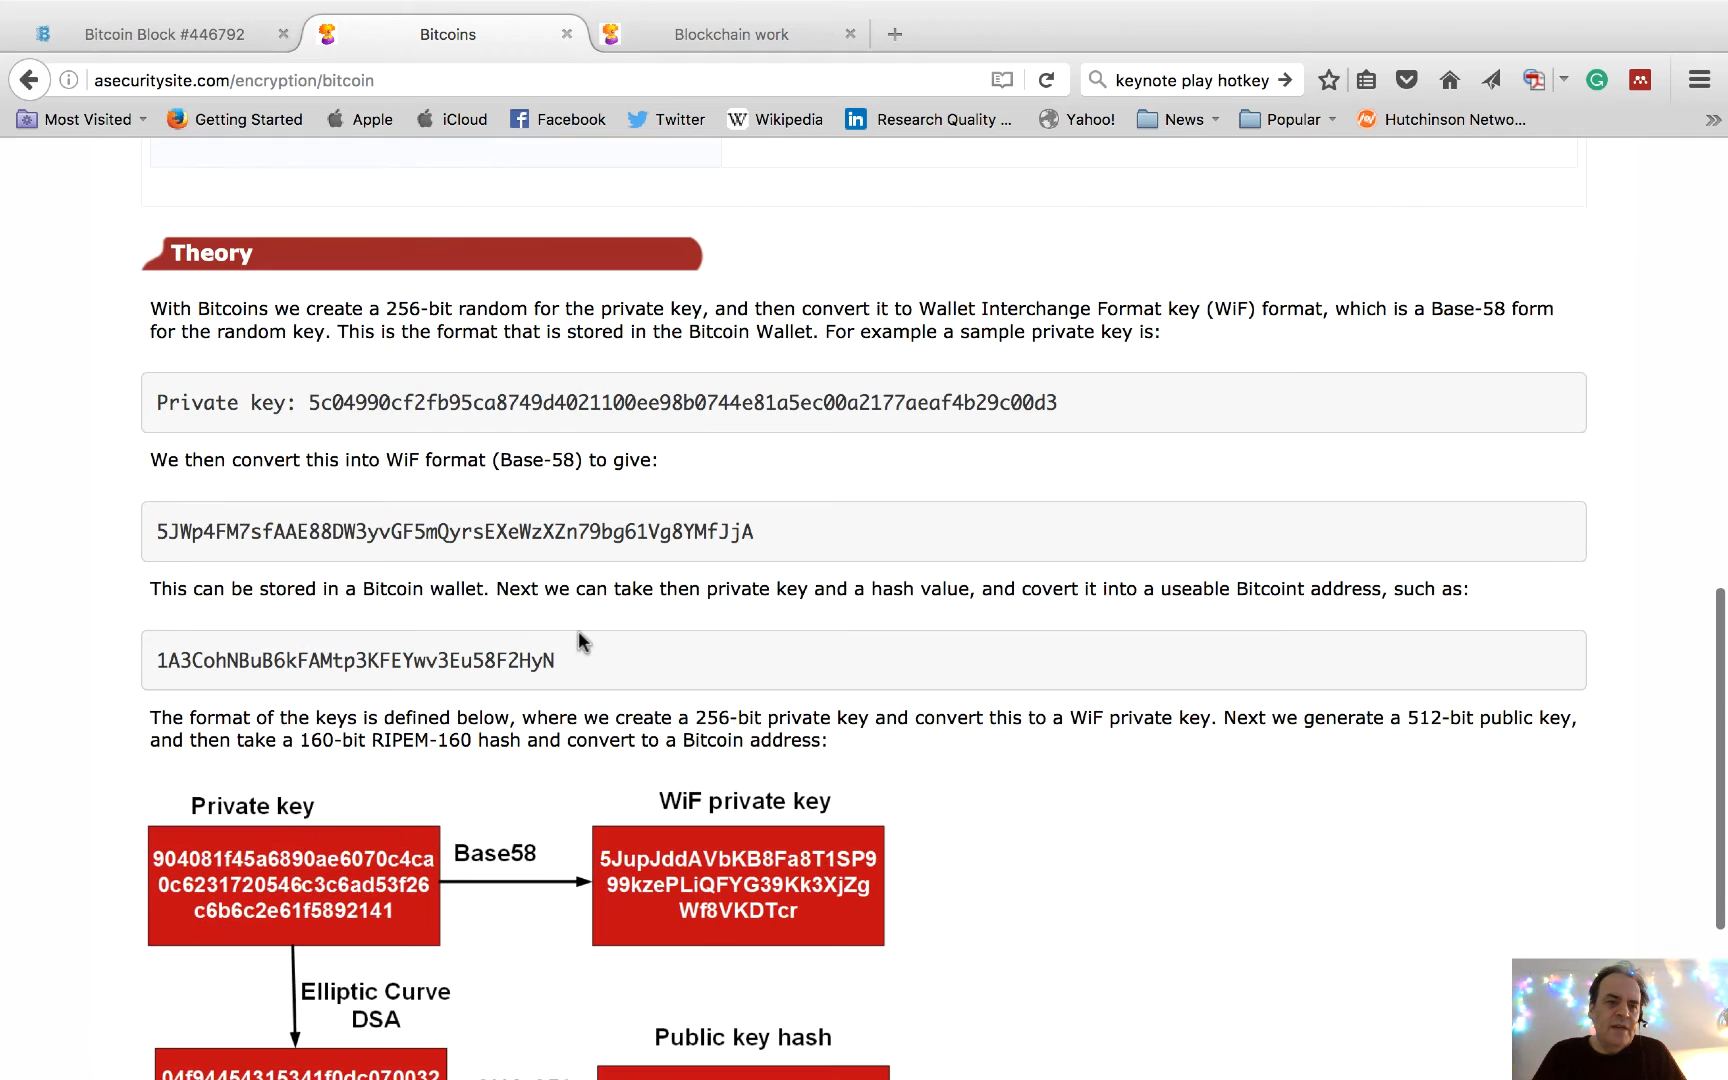 Bitcoin Block #446792
Bitcoins
Blockchain work
asecuritysite.com/encryption/bitcoin
keynote play hotkey
Most Visited
Getting Started
Apple
iCloud
Facebook
Twitter
Wikipedia
Research Quality ...
Yahoo!
News
Popular
Hutchinson Netwo...
Theory
With Bitcoins we create a 256-bit random for the private key, and then convert it to Wallet Interchange Format key (WiF) format, which is a Base-58 form
for the random key. This is the format that is stored in the Bitcoin Wallet. For example a sample private key is:
Private key: 5c04990cf2fb95ca8749d4021100ee98b0744e81a5ec00a2177aeaf4b29c00d3
We then convert this into WiF format (Base-58) to give:
5JWp4FM7sfAAE88DW3yvGF5mQyrsEXeWzXZn79bg61Vg8YMfJjA
This can be stored in a Bitcoin wallet. Next we can take then private key and a hash value, and covert it into a useable Bitcoint address, such as:
1A3CohNBuB6kFAMtp3KFEYwv3Eu58F2HyN
The format of the keys is defined below, where we create a 256-bit private key and convert this to a WiF private key. Next we generate a 512-bit public key,
and then take a 160-bit RIPEM-160 hash and convert to a Bitcoin address:
Private key
WiF private key
904081f45a6890ae6070c4ca
0c6231720546c3c6ad53f26
c6b6c2e61f5892141
Base58
5JupJddAVbKB8Fa8T1SP9
99kzePLiQFYG39Kk3XjZg
Wf8VKDTcr
Elliptic Curve
DSA
Public key hash
04f94454315341f0dc070032